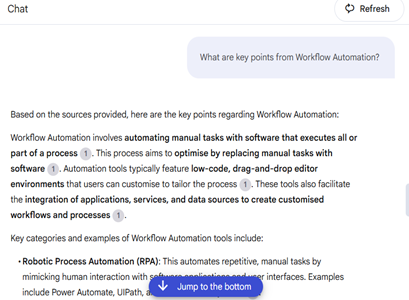 Chat
Refresh
What are key points from Workflow Automation?
Based on the sources provided, here are the key points regarding Workflow Automation:
Workflow Automation involves automating manual tasks with software that executes all or
part of a process 1. This process aims to optimise by replacing manual tasks with
software 1. Automation tools typically feature low-code, drag-and-drop editor
environments that users can customise to tailor the process 1. These tools also facilitate
the integration of applications, services, and data sources to create customised
workflows and processes 1.
Key categories and examples of Workflow Automation tools include:
• Robotic Process Automation (RPA): This automates repetitive, manual tasks by
mimicking human interaction with software applications and user interfaces. Examples
include Power Automate, UIPath,
Jump to the bottom